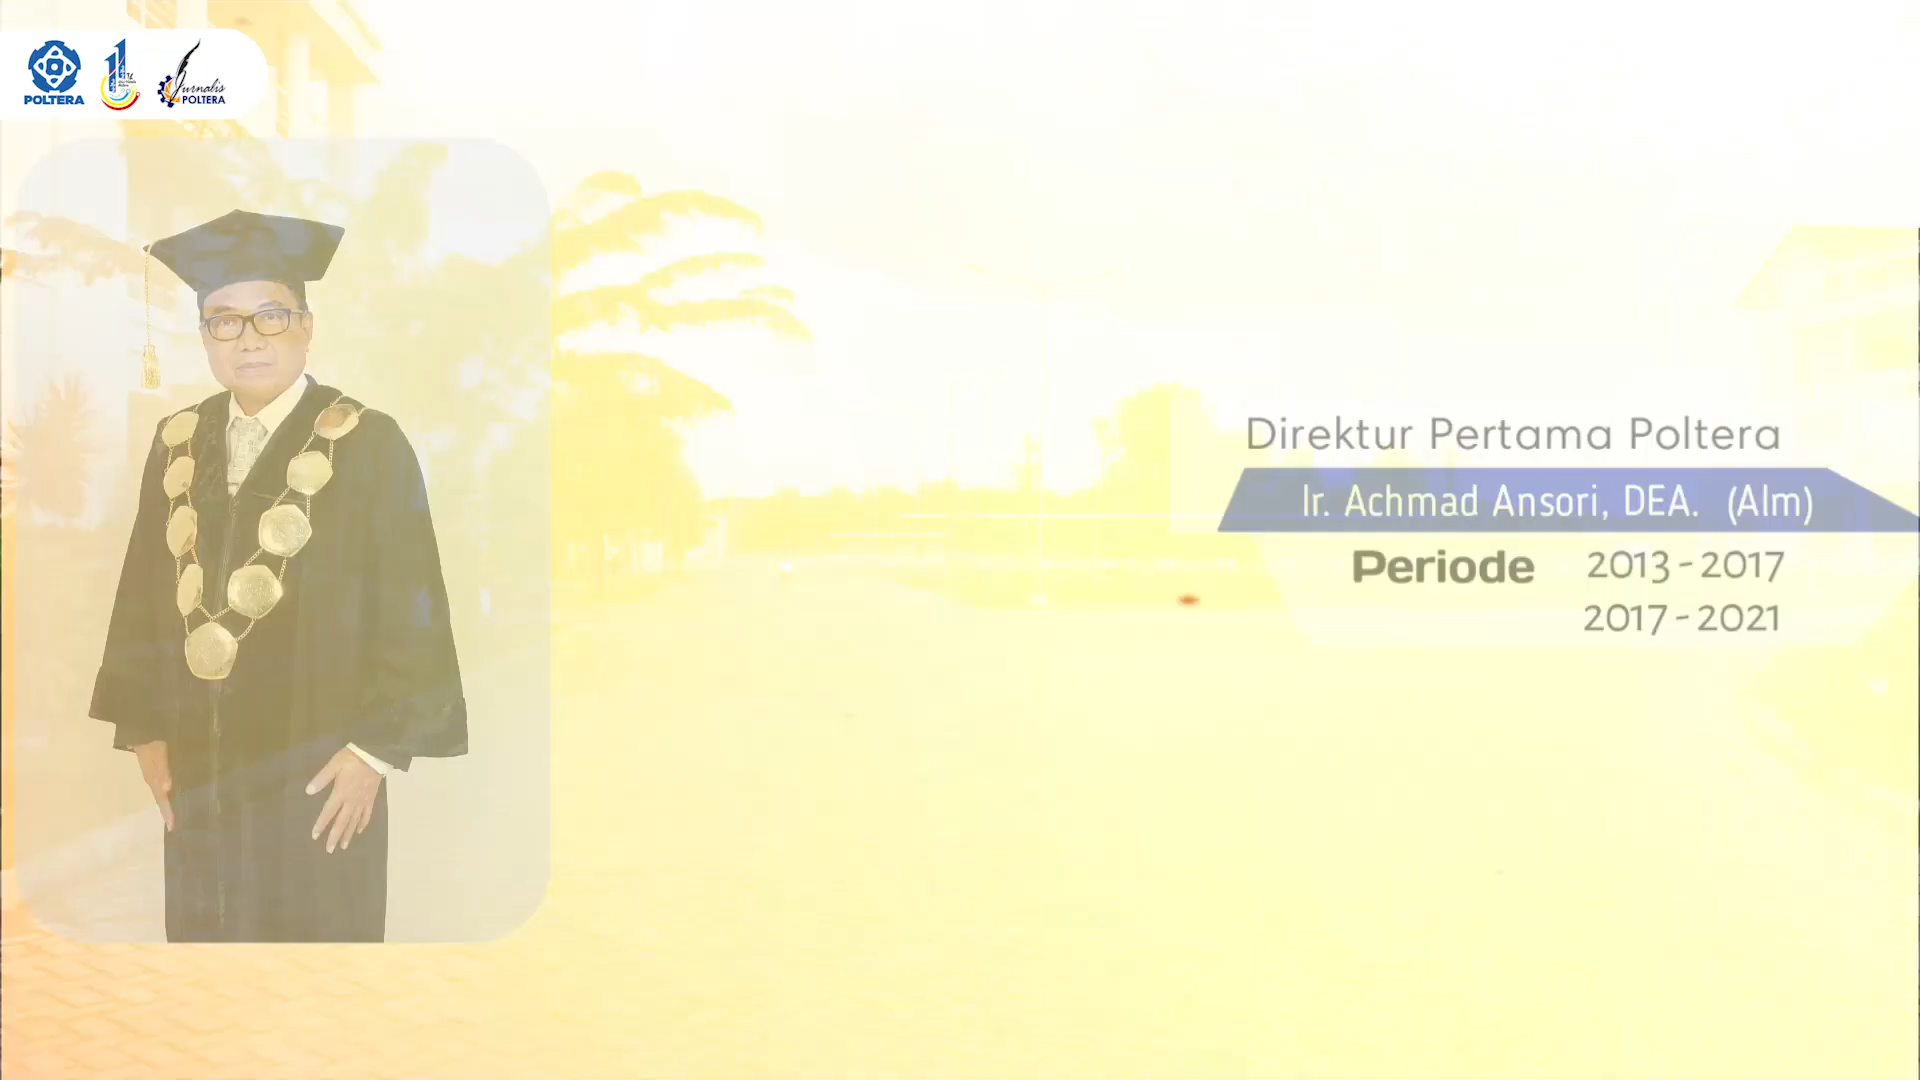 POLTERA
Jurnalis
POLTERA
Direktur Pertama Poltera
Ir. Achmad Ansori, DEA. (Alm)
Periode 2013 - 2017
2017 - 2021